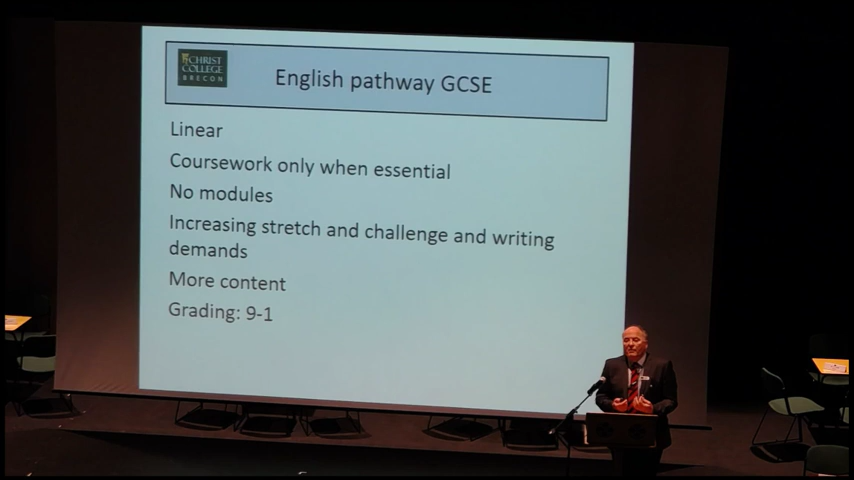 CHRIST
COLLEGE
BRECON
English pathway GCSE
Linear
Coursework only when essential
No modules
Increasing stretch and challenge and writing
demands
More content
Grading: 9-1